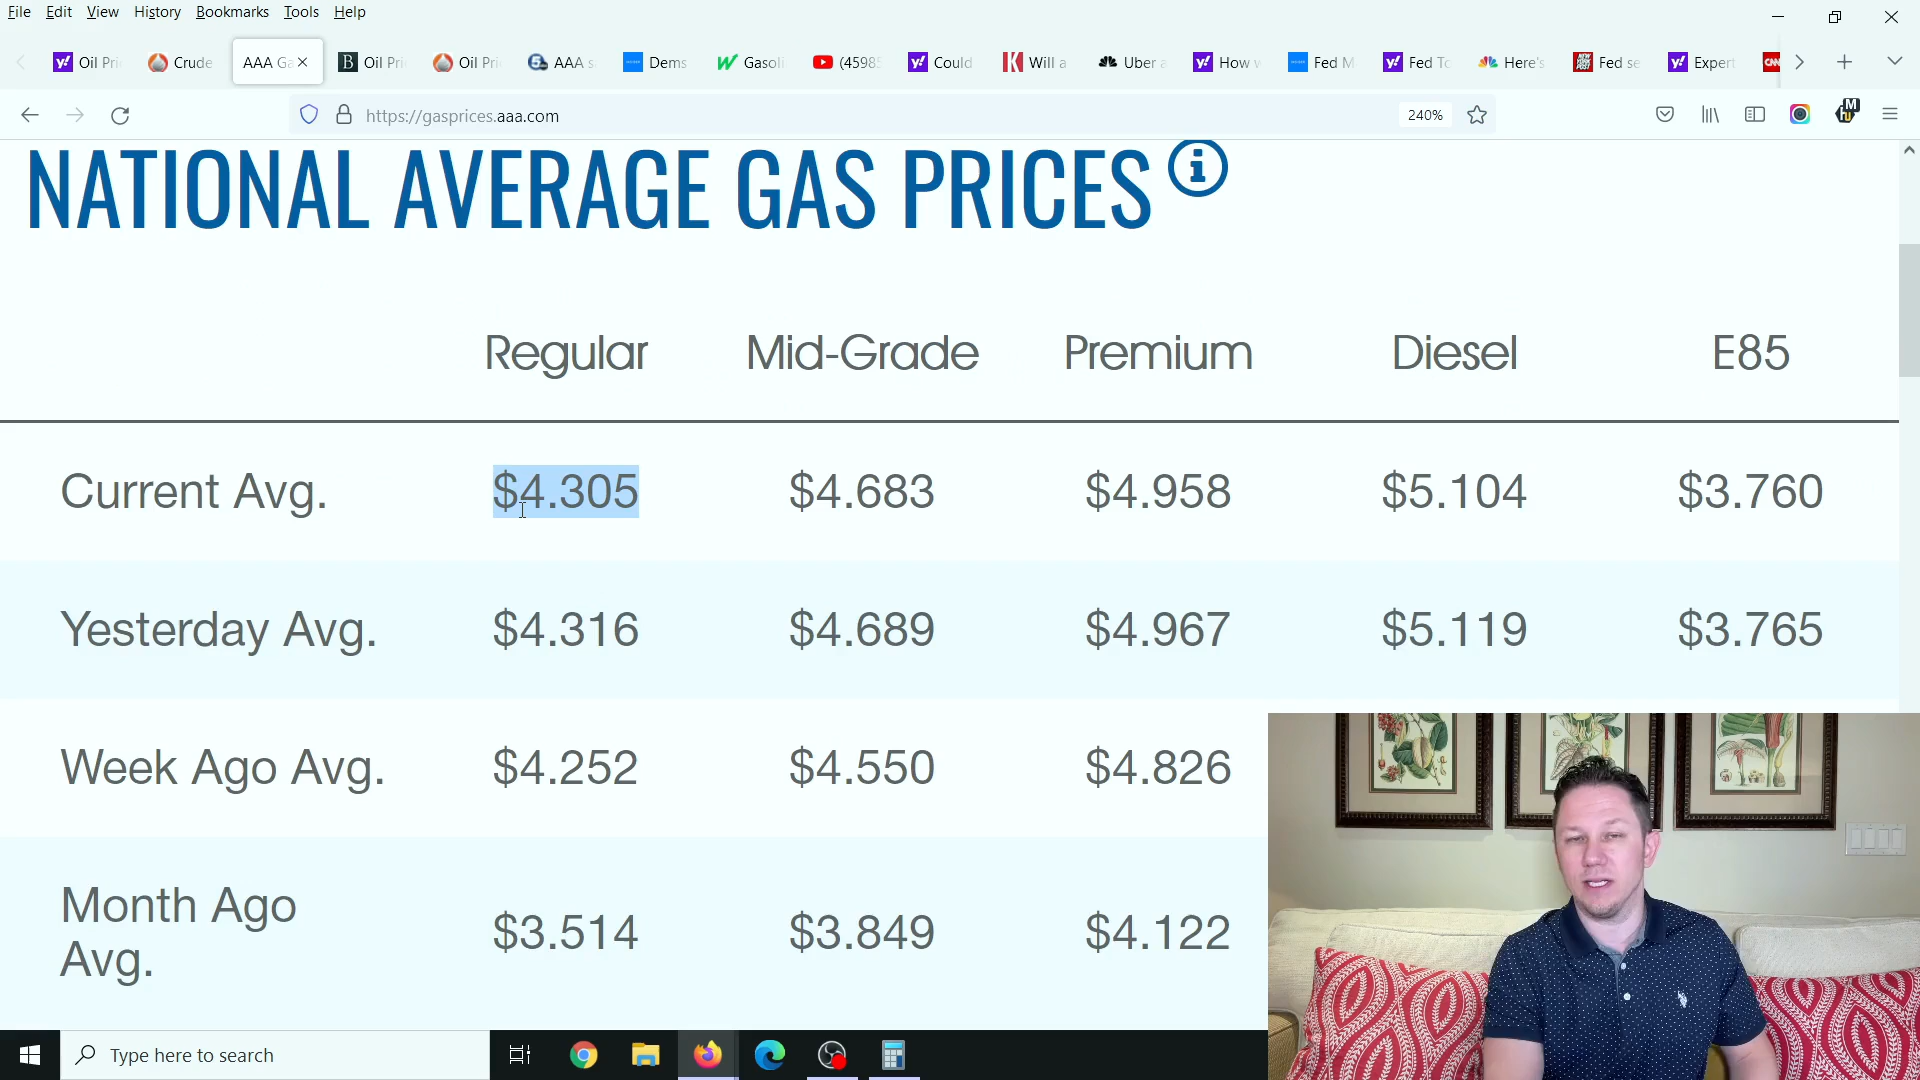 File Edit View History Bookmarks Tools Help
Oil Pri Crude AAA Ga Oil Pri Oil Pri AAA s Dems Gasoli (4598 Could Will a Uber a How w Fed M Fed To Here's Fed se Expert CNN
https://gasprices.aaa.com 240%
NATIONAL AVERAGE GAS PRICES
Regular Mid-Grade Premium Diesel E85
Current Avg. $4.305 $4.683 $4.958 $5.104 $3.760
Yesterday Avg. $4.316 $4.689 $4.967 $5.119 $3.765
Week Ago Avg. $4.252 $4.550 $4.826
Month Ago
Avg. $3.514 $3.849 $4.122
Type here to search